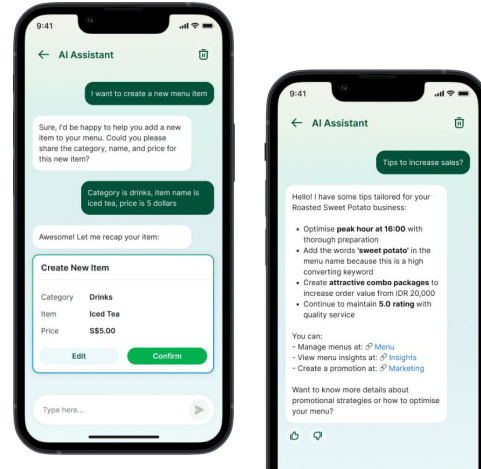 9:41
AI Assistant
I want to create a new menu item
Sure, I'd be happy to help you add a new
item to your menu. Could you please
share the category, name, and price for
this new item?
Category is drinks, item name is
iced tea, price is 5 dollars
Awesome! Let me recap your item:
Create New Item
Category Drinks
Item Iced Tea
Price S$5.00
Edit Confirm
Type here...
9:41
AI Assistant
Tips to increase sales?
Hello! I have some tips tailored for your
Roasted Sweet Potato business:
• Optimise peak hour at 16:00 with
thorough preparation
• Add the words 'sweet potato' in the
menu name because this is a high
converting keyword
• Create attractive combo packages to
increase order value from IDR 20,000
• Continue to maintain 5.0 rating with
quality service
You can:
- Manage menus at: Menu
- View menu insights at: Insights
- Create a promotion at: Marketing
Want to know more details about
promotional strategies or how to optimise
your menu?